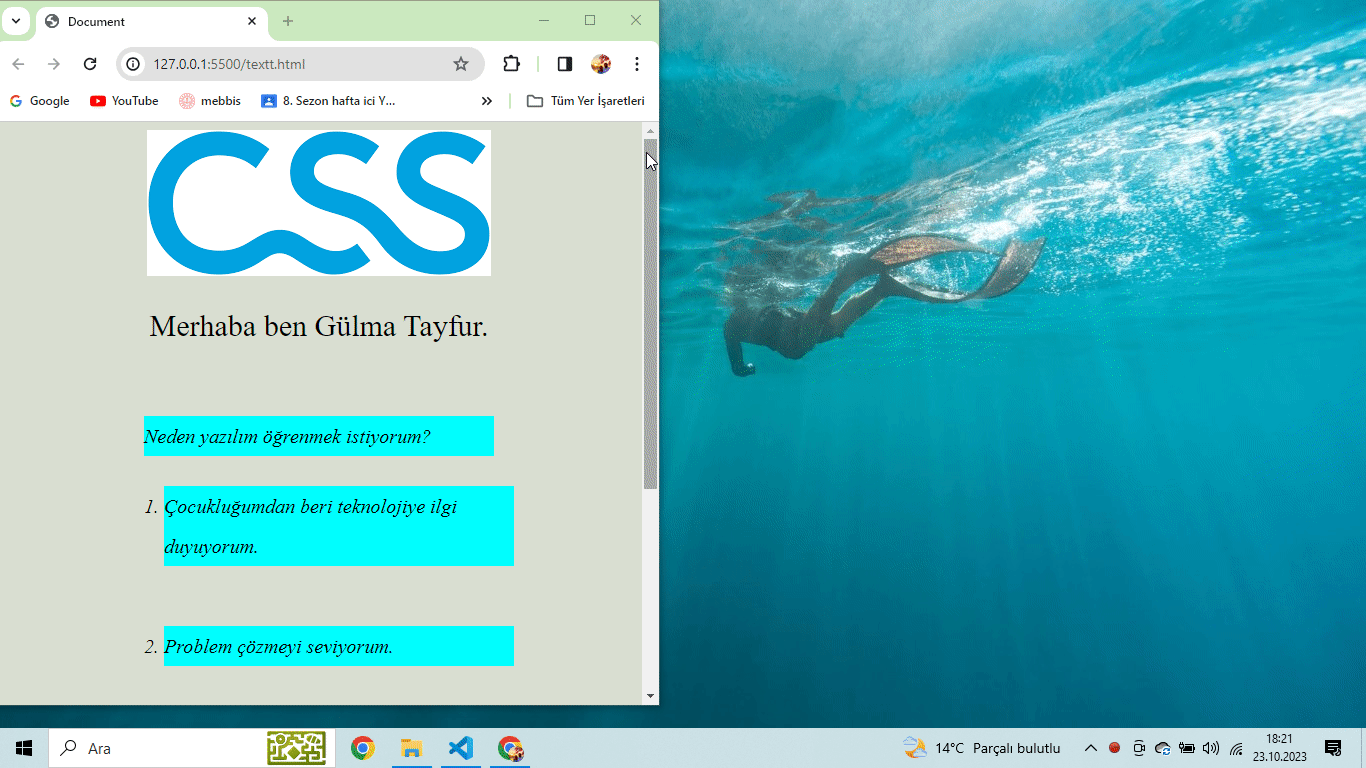 Document
127.0.0.1:5500/textt.html
Google
YouTube
mebbis
8. Sezon hafta ici Y...
Tüm Yer İşaretleri
CSS
Merhaba ben Gülma Tayfur.
Neden yazılım öğrenmek istiyorum?
1. Çocukluğumdan beri teknolojiye ilgi
duyuyorum.
2. Problem çözmeyi seviyorum.
Ara
14°C Parçalı bulutlu
18:21
23.10.2023